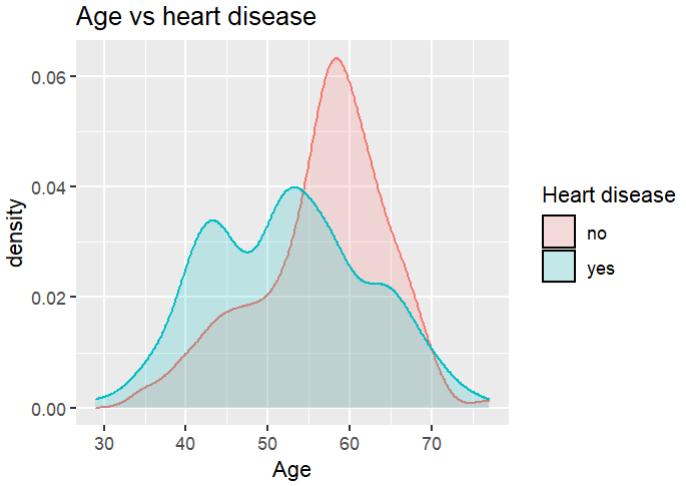 Age vs heart disease
0.06
0.04
0.02
0.00
density
30 40 50 60 70
Age
Heart disease
no
yes